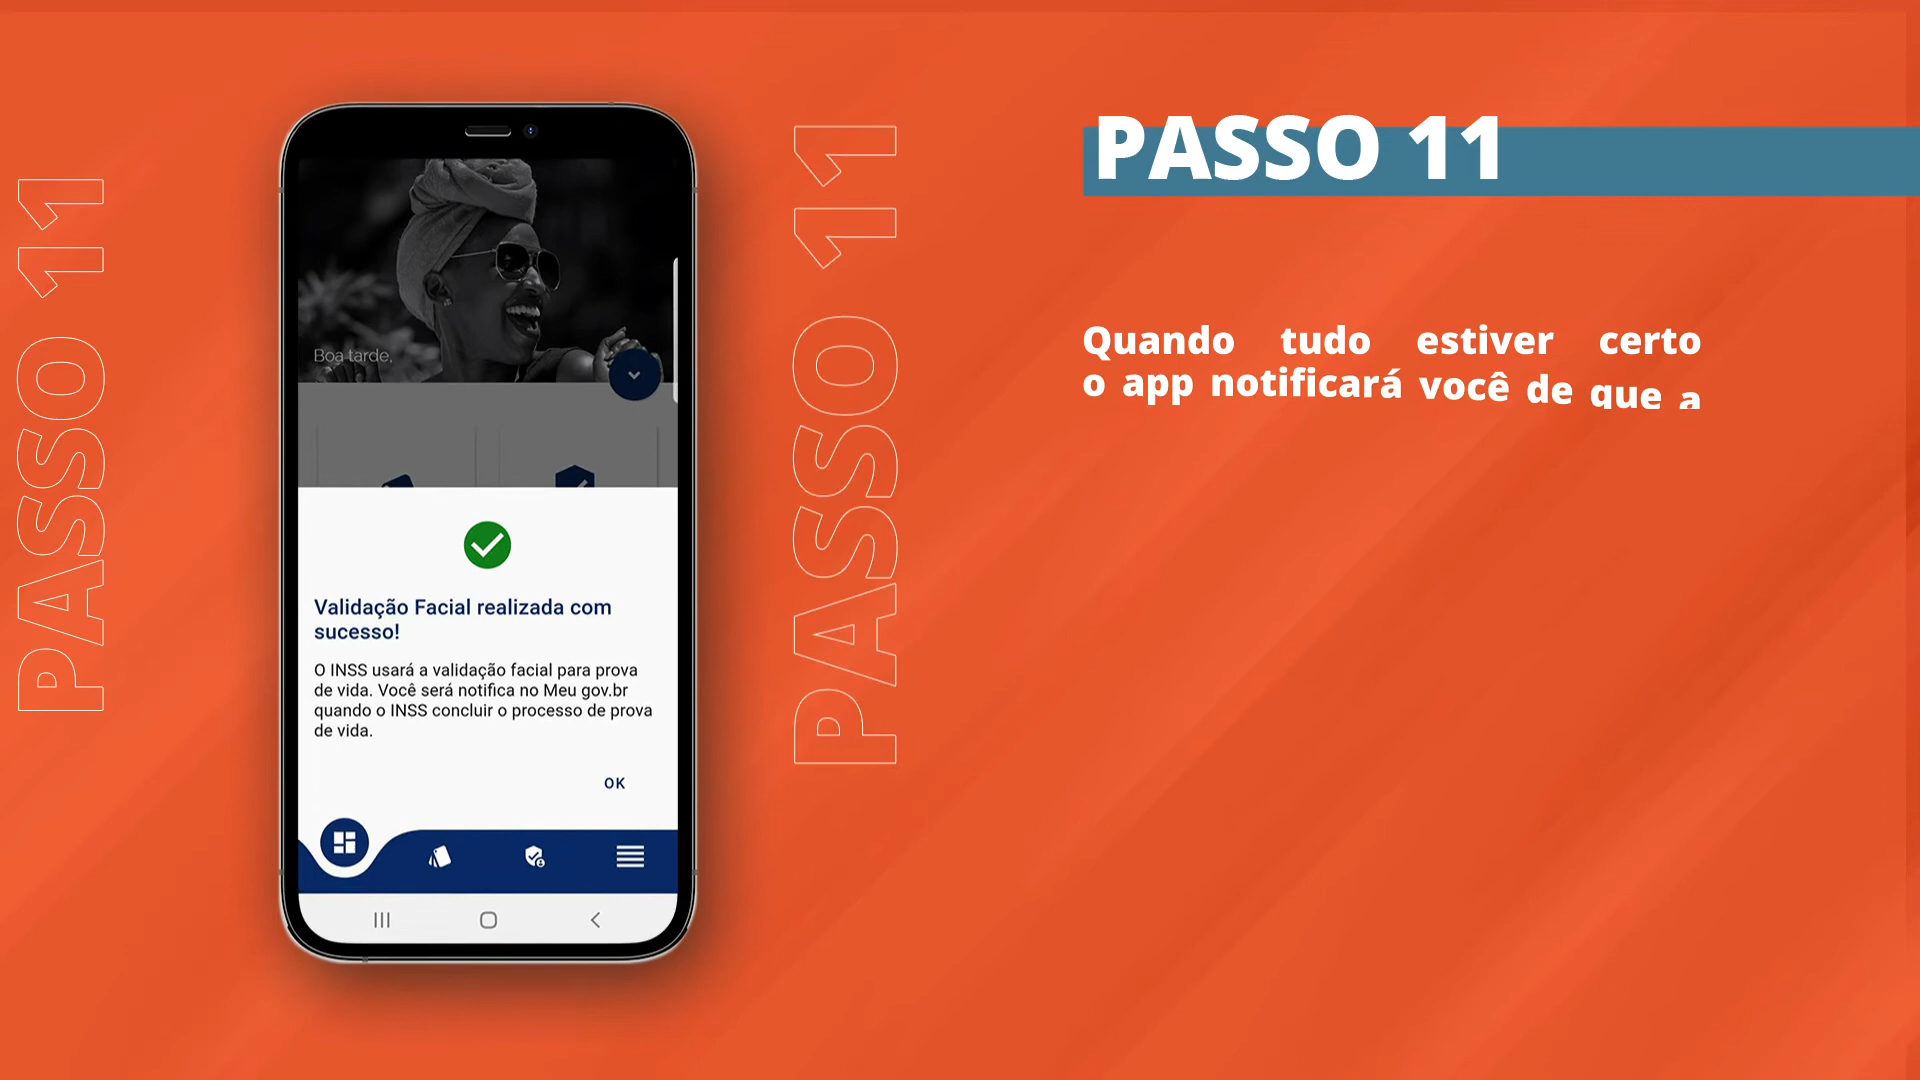 PASSO 11
PASSO 11
PASSO 11
Quando tudo estiver certo
o app notificará você de que a
Boa tarde,
Validação Facial realizada com
sucesso!
O INSS usará a validação facial para prova
de vida. Você será notifica no Meu gov.br
quando o INSS concluir o processo de prova
de vida.
OK